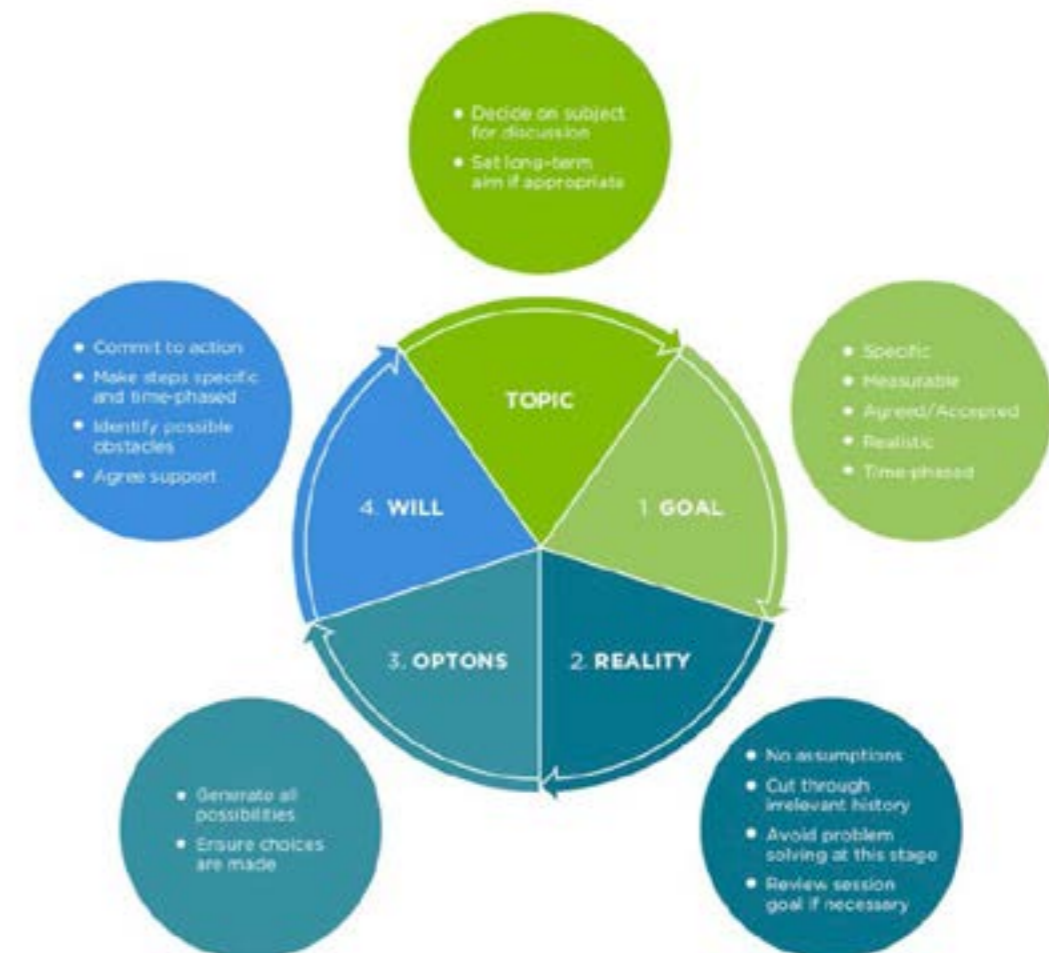 • Decide on subject
for discussion
• Set long-term
aim if appropriate
TOPIC
• Specific
• Measurable
• Agreed/Accepted
• Realistic
• Time-phased
1 GOAL
2. REALITY
• No assumptions
• Cut through
irrelevant history
• Avoid problem
solving at this stage
• Review session
goal if necessary
3. OPTONS
• Generate all
possibilities
• Ensure choices
are made
4. WILL
• Commit to action
• Make steps specific
and time-phased
• Identify possible
obstacles
• Agree support